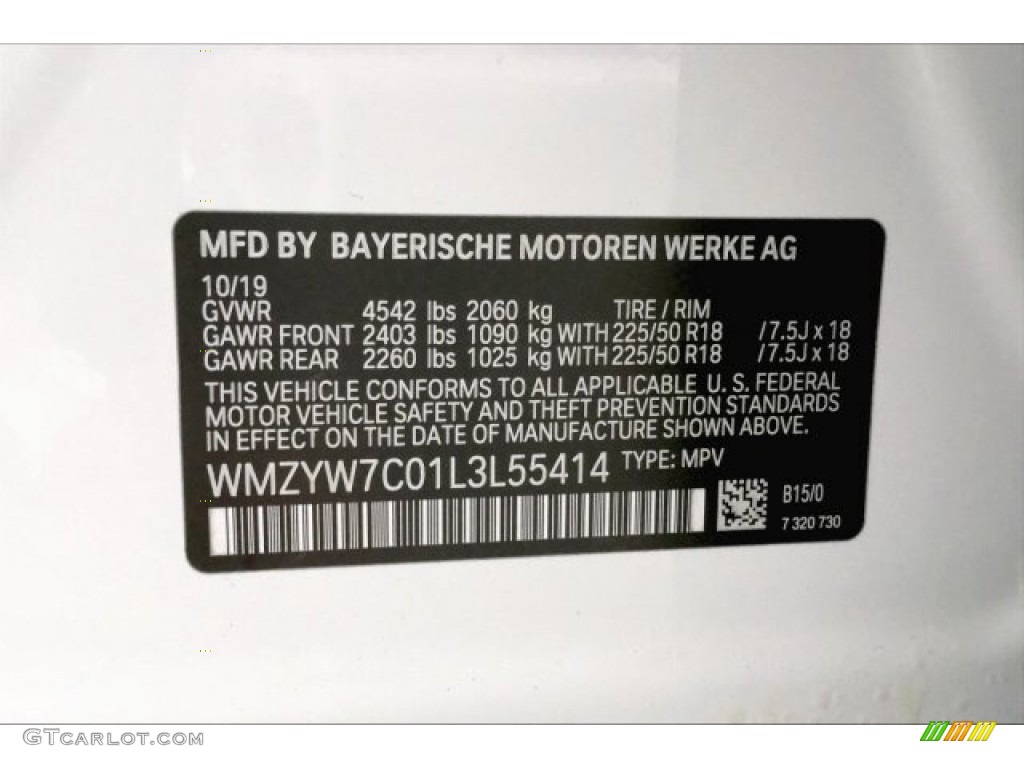 MFD BY BAYERISCHE MOTOREN WERKE AG
10/19
GVWR 4542 lbs 2060 kg TIRE / RIM
GAWR FRONT 2403 lbs 1090 kg WITH 225/50 R18 /7.5J x 18
GAWR REAR 2260 lbs 1025 kg WITH 225/50 R18 /7.5J x 18
THIS VEHICLE CONFORMS TO ALL APPLICABLE U. S. FEDERAL
MOTOR VEHICLE SAFETY AND THEFT PREVENTION STANDARDS
IN EFFECT ON THE DATE OF MANUFACTURE SHOWN ABOVE.
WMZYW7C01L3L55414 TYPE: MPV
B15/0
7 320 730
GTCARLOT.COM